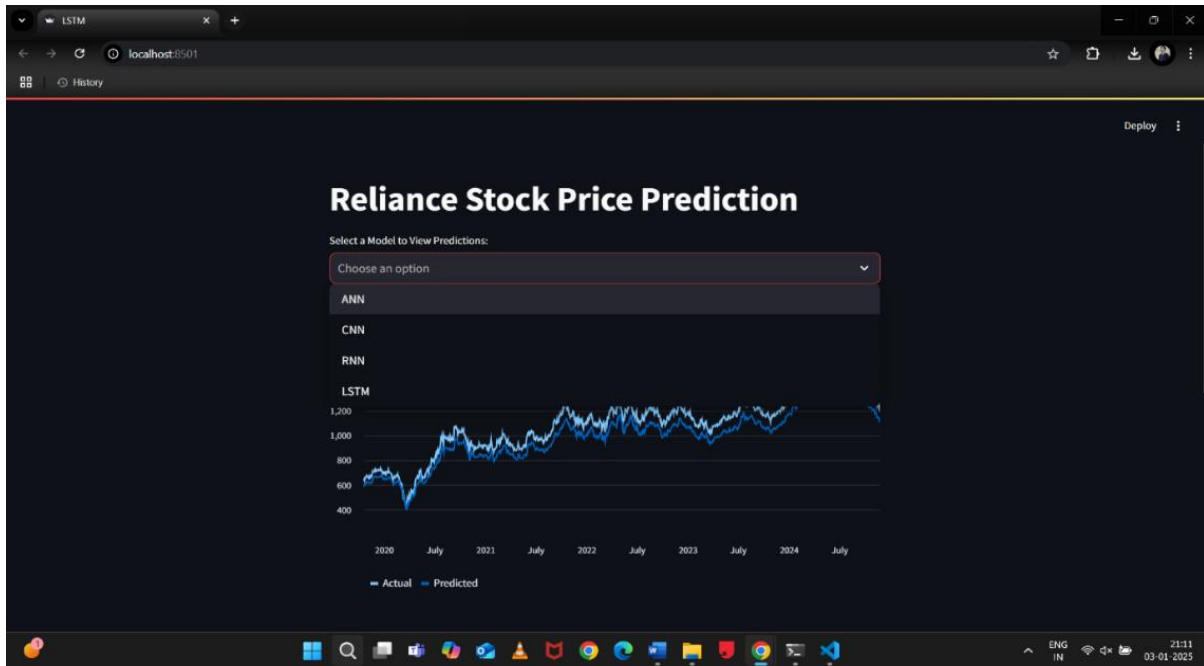 LSTM
localhost:8501
History
Deploy
Reliance Stock Price Prediction
Select a Model to View Predictions:
Choose an option
ANN
CNN
RNN
LSTM
1,200
1,000
800
600
400
2020 July 2021 July 2022 July 2023 July 2024 July
Actual Predicted
1
ENG
IN
21:11
03-01-2025